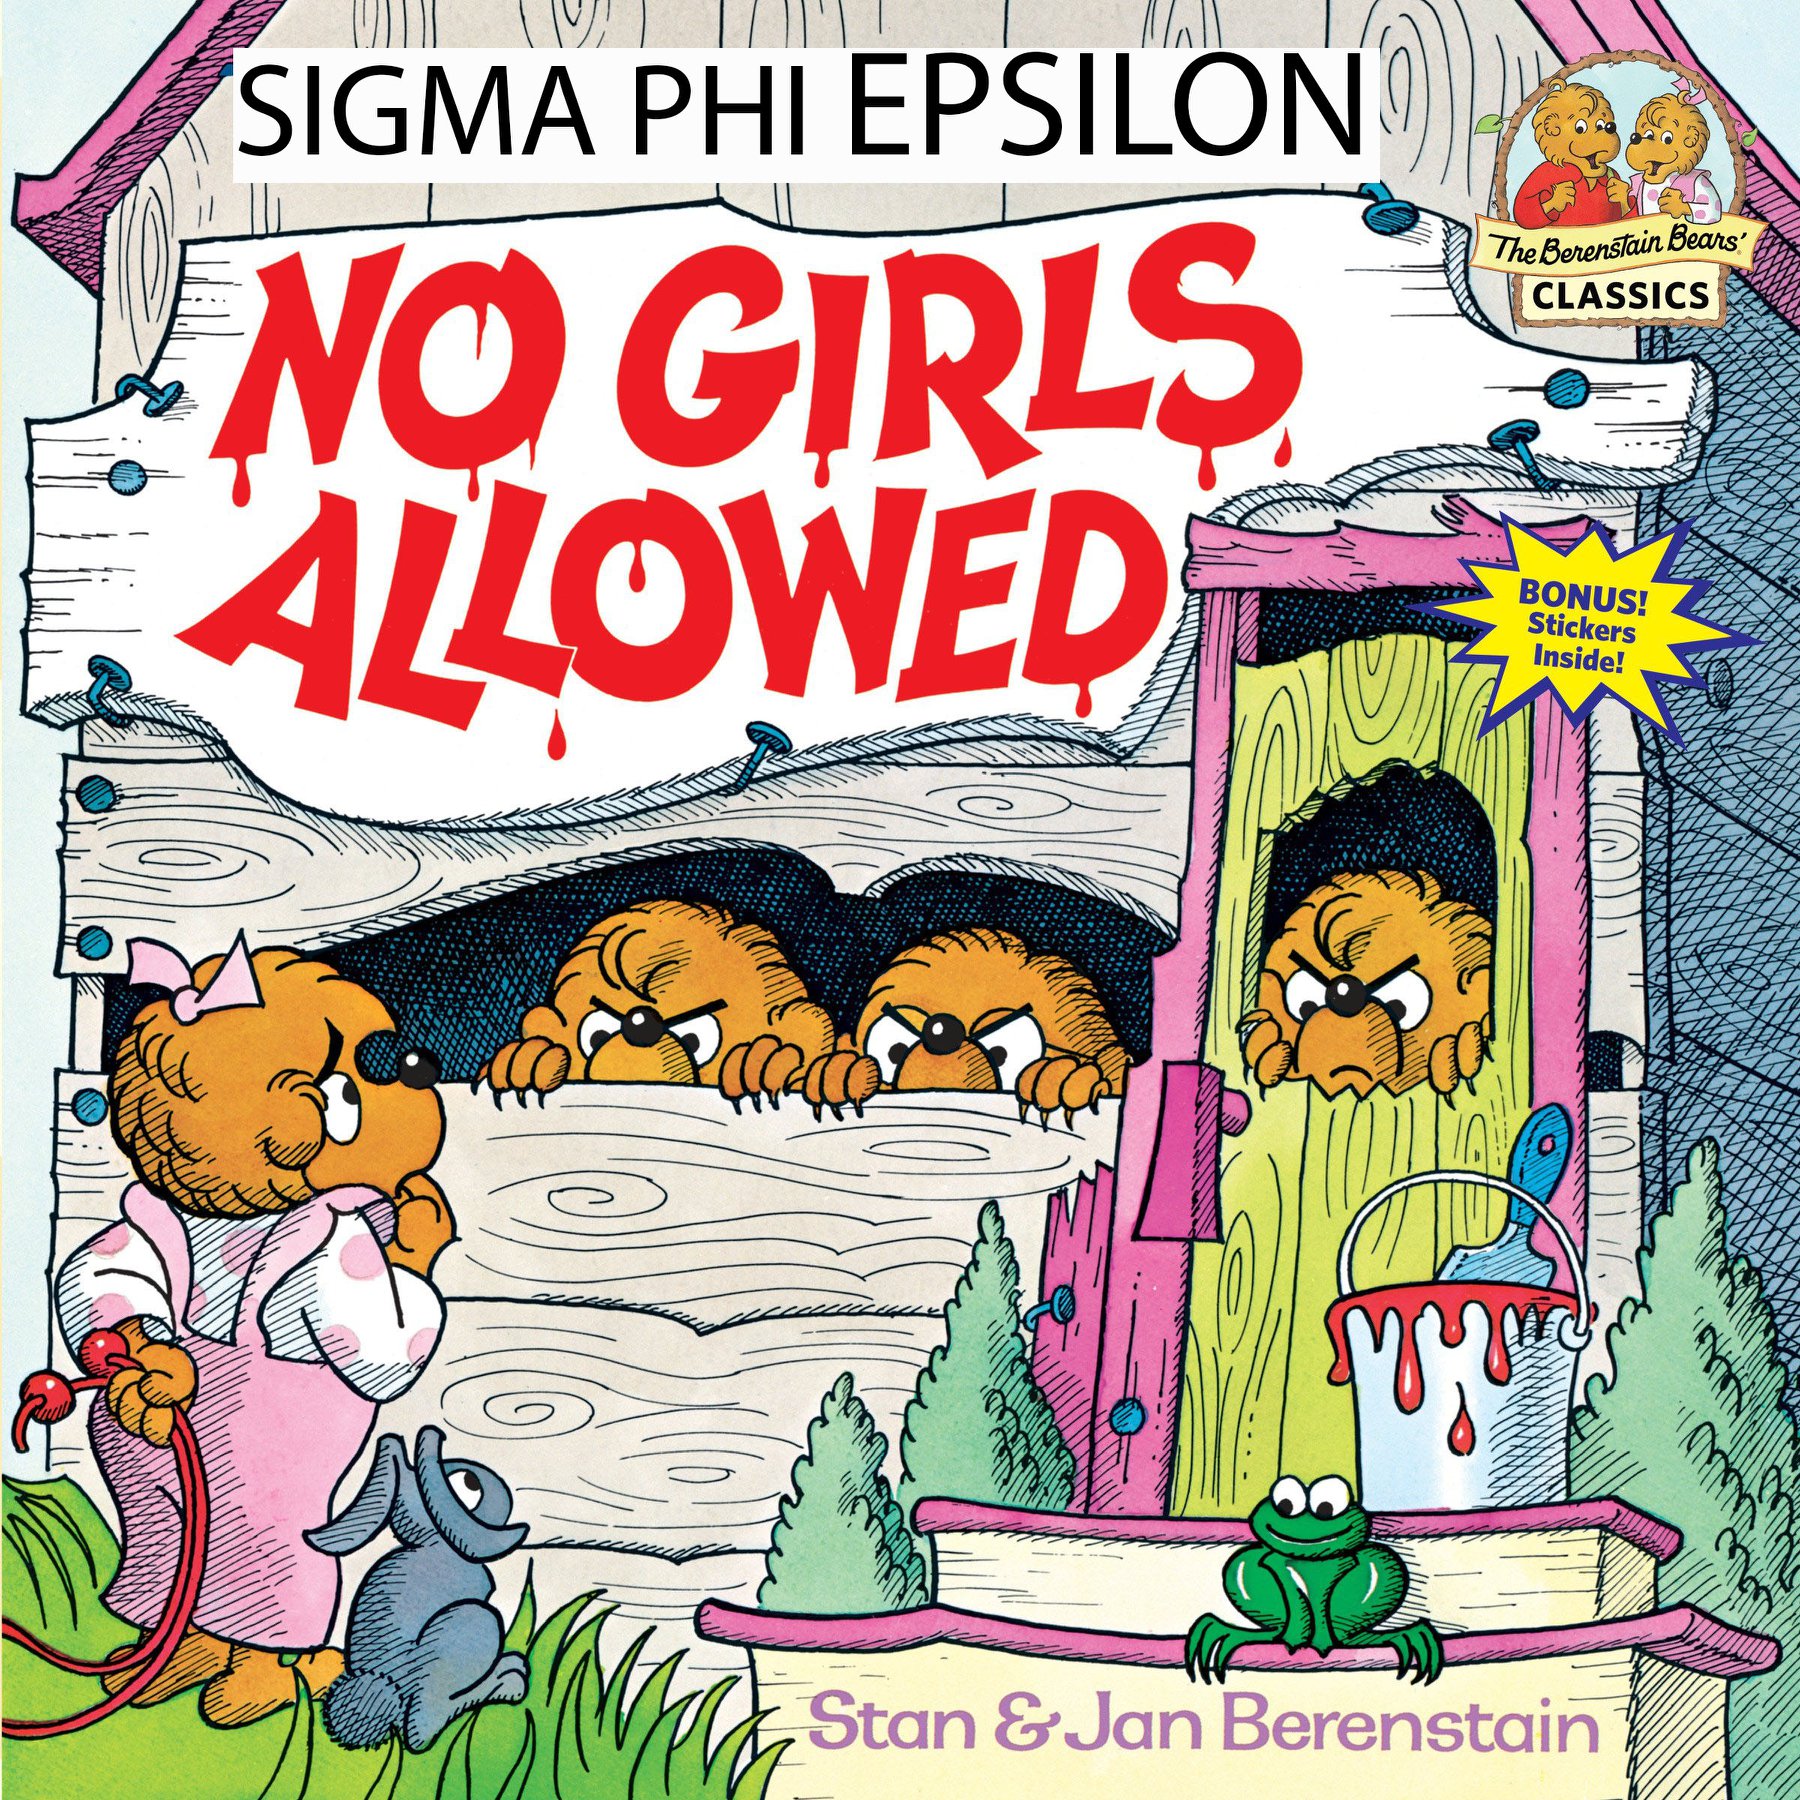 SIGMA PHI EPSILON
The Berenstain Bears'
CLASSICS
NO GIRLS
ALLOWED
BONUS!
Stickers
Inside!
Stan & Jan Berenstain